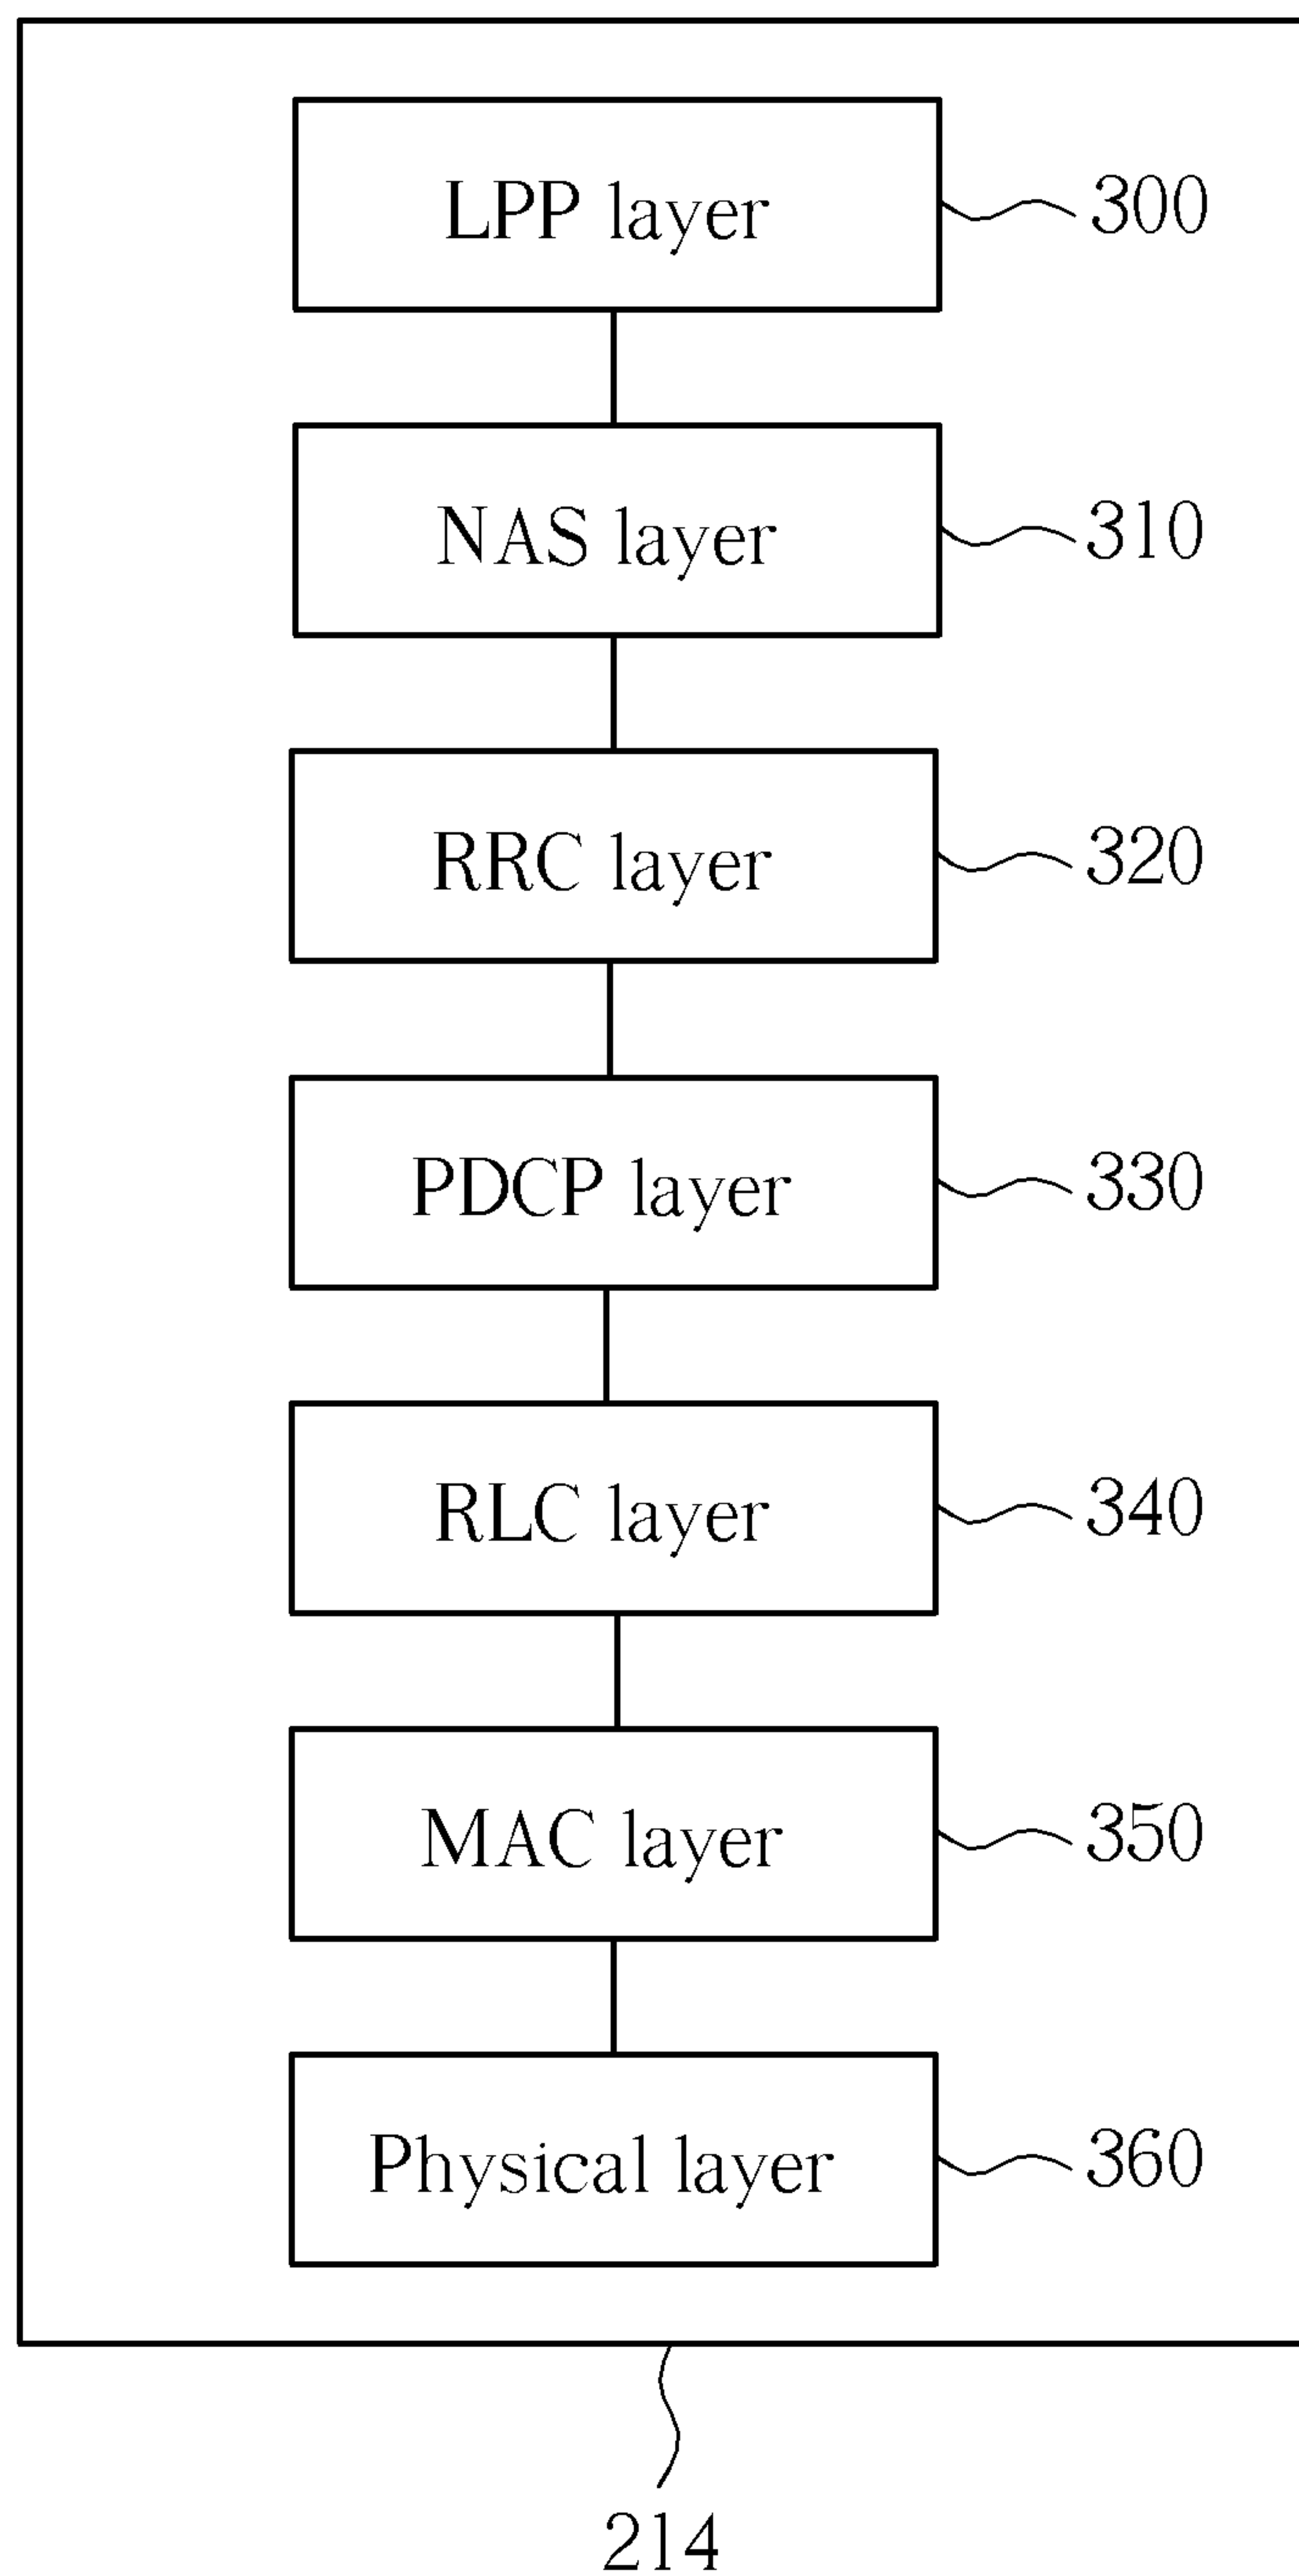 LPP layer 300
NAS layer 310
RRC layer 320
PDCP layer 330
RLC layer 340
MAC layer 350
Physical layer 360
214